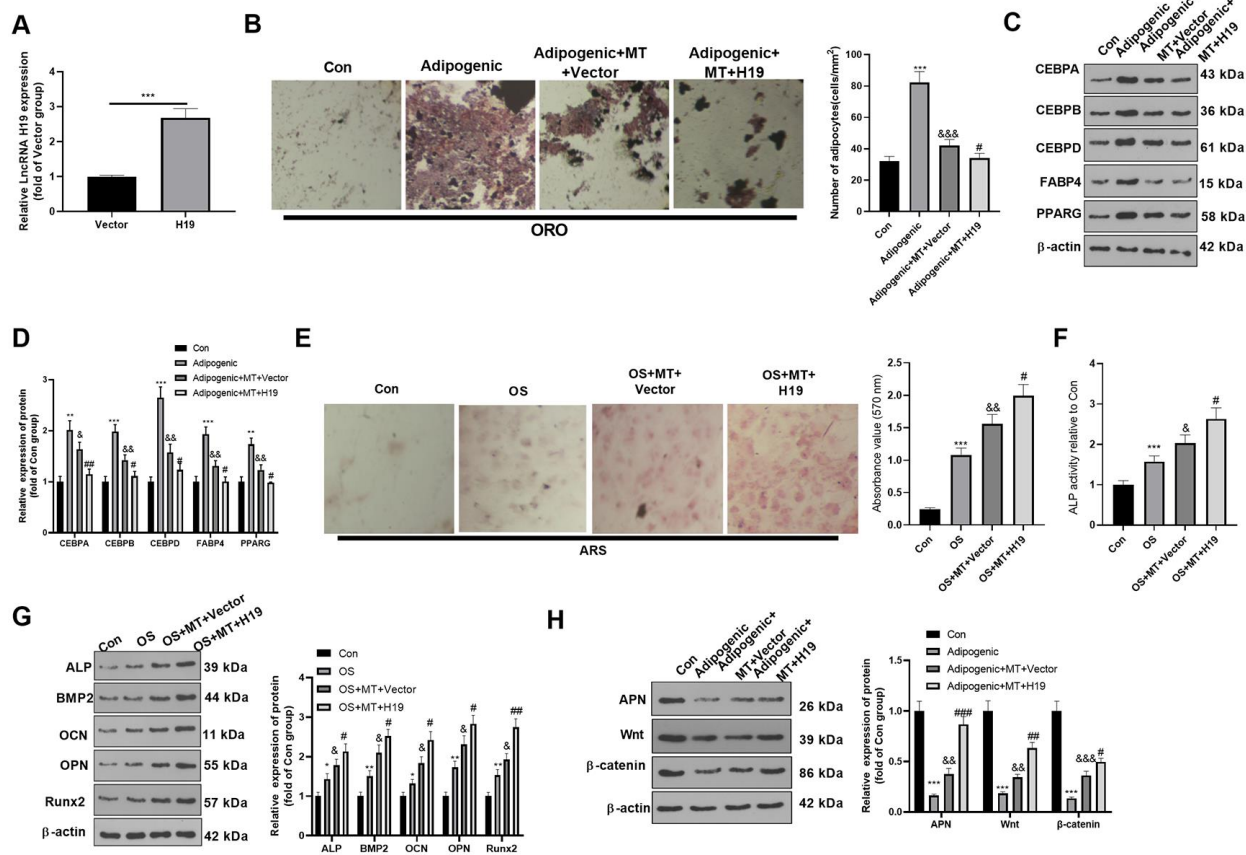 A
Relative LncRNA H19 expression
(fold of Vector group)
4
3
2
1
0
***
Vector
H19
B
Con
Adipogenic
Adipogenic+MT
+Vector
Adipogenic+
MT+H19
ORO
Number of adipocytes(cells/mm²)
100
80
60
40
20
0
***
&&&
#
Con
Adipogenic
Adipogenic+MT+Vector
Adipogenic+MT+H19
C
Con
Adipogenic
Adipogenic+
MT+Vector
Adipogenic+
MT+H19
CEBPA
43 kDa
CEBPB
36 kDa
CEBPD
61 kDa
FABP4
15 kDa
PPARG
58 kDa
β-actin
42 kDa
D
Con
Adipogenic
Adipogenic+MT+Vector
Adipogenic+MT+H19
Relative expression of protein
(fold of Con group)
3
2
1
0
** & ##
*** && #
*** && #
*** && #
** && #
CEBPA
CEBPB
CEBPD
FABP4
PPARG
E
Con
OS
OS+MT+
Vector
OS+MT+
H19
ARS
Absorbance value (570 nm)
2.5
2.0
1.5
1.0
0.5
0.0
***
&&
#
Con
OS
OS+MT+Vector
OS+MT+H19
F
ALP activity relative to Con
4
3
2
1
0
***
&
#
Con
OS
OS+MT+Vector
OS+MT+H19
G
Con
OS
OS+MT+Vector
OS+MT+H19
ALP
39 kDa
BMP2
44 kDa
OCN
11 kDa
OPN
55 kDa
Runx2
57 kDa
β-actin
42 kDa
Con
OS
OS+MT+Vector
OS+MT+H19
Relative expression of protein
(fold of Con group)
4
3
2
1
0
* & #
** & #
* & #
** & #
** & ##
ALP
BMP2
OCN
OPN
Runx2
H
Con
Adipogenic
Adipogenic+
MT+Vector
Adipogenic+
MT+H19
APN
26 kDa
Wnt
39 kDa
β-catenin
86 kDa
β-actin
42 kDa
Con
Adipogenic
Adipogenic+MT+Vector
Adipogenic+MT+H19
Relative expression of protein
(fold of Con group)
1.5
1.0
0.5
0.0
*** && ###
*** && ##
*** &&& #
APN
Wnt
β-catenin